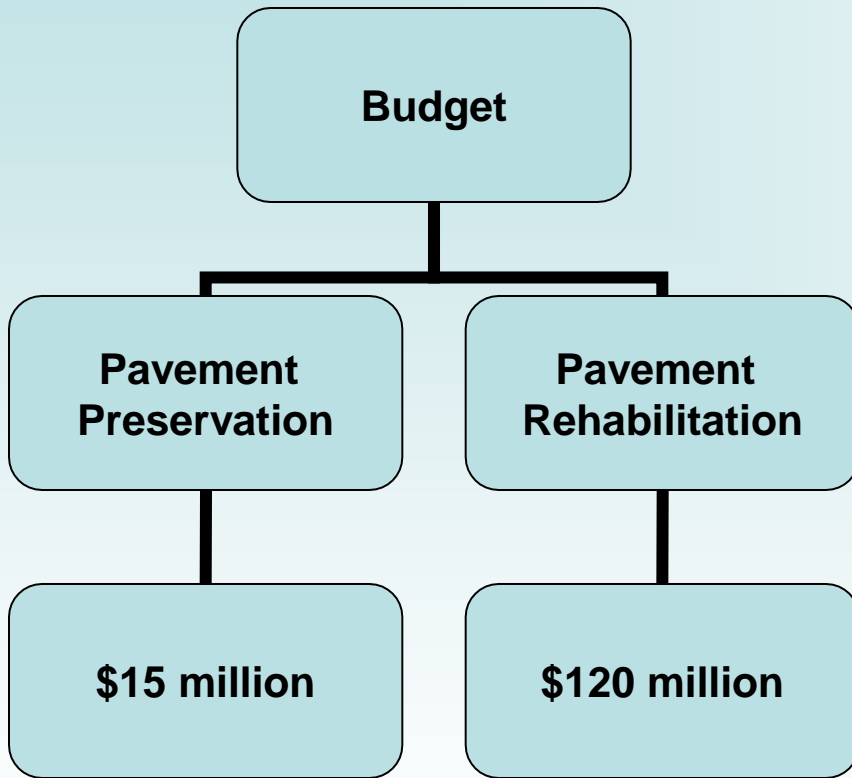 Budget
Pavement
Preservation
Pavement
Rehabilitation
$15 million
$120 million